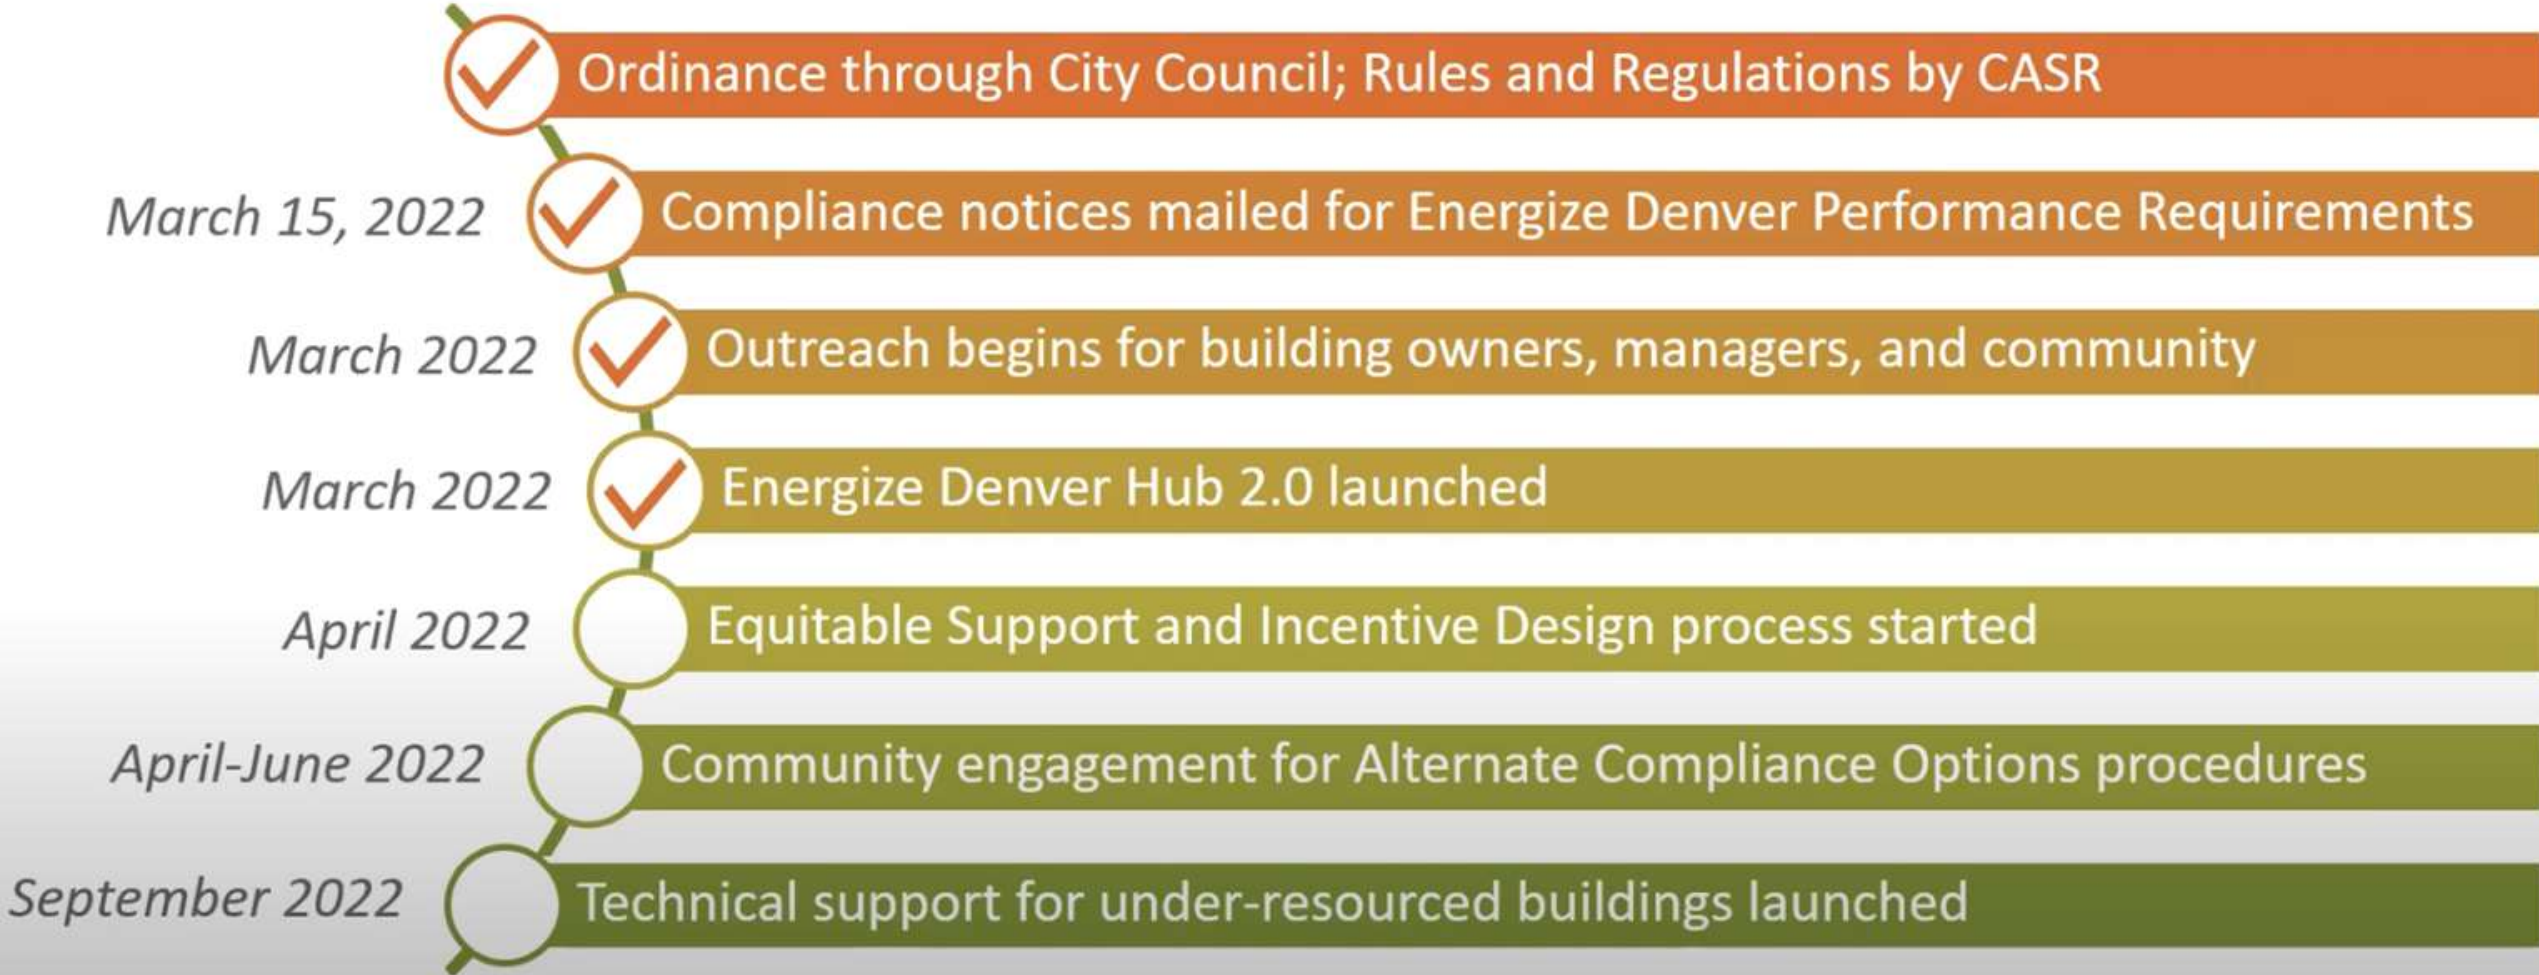 Ordinance through City Council; Rules and Regulations by CASR
March 15, 2022 Compliance notices mailed for Energize Denver Performance Requirements
March 2022 Outreach begins for building owners, managers, and community
March 2022 Energize Denver Hub 2.0 launched
April 2022 Equitable Support and Incentive Design process started
April-June 2022 Community engagement for Alternate Compliance Options procedures
September 2022 Technical support for under-resourced buildings launched